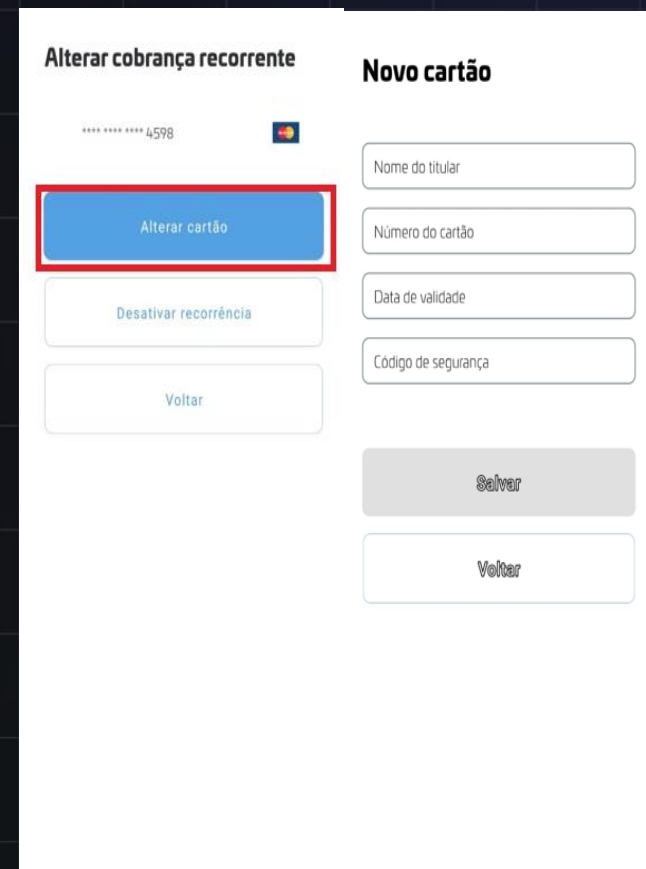 Alterar cobrança recorrente
**** **** **** 4598
Alterar cartão
Desativar recorrência
Voltar
Novo cartão
Nome do titular
Número do cartão
Data de validade
Código de segurança
Salvar
Voltar